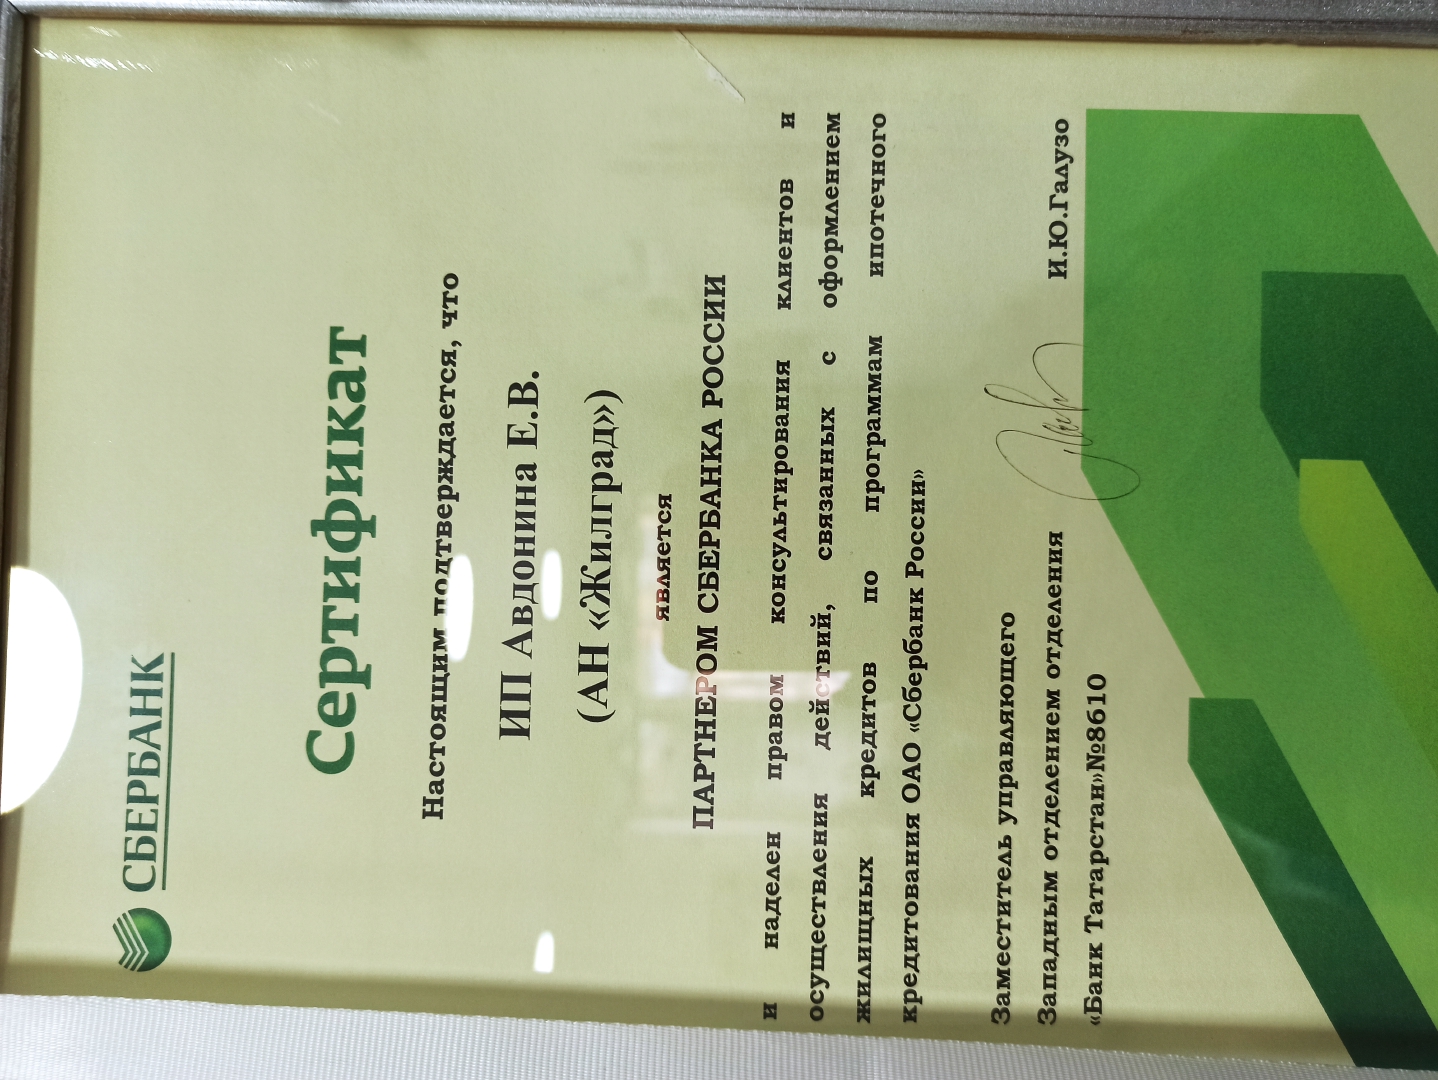 СБЕРБАНК
Сертификат
Настоящим подтверждается, что
ИП Авдонина Е.В.
(АН «Жилград»)
является
ПАРТНЕРОМ СБЕРБАНКА РОССИИ
и наделен правом консультирования клиентов и
осуществления действий, связанных с оформлением
жилищных кредитов по программам ипотечного
кредитования ОАО «Сбербанк России»
Заместитель управляющего
Западным отделением отделения
«Банк Татарстан»№8610
И.Ю.Галузо